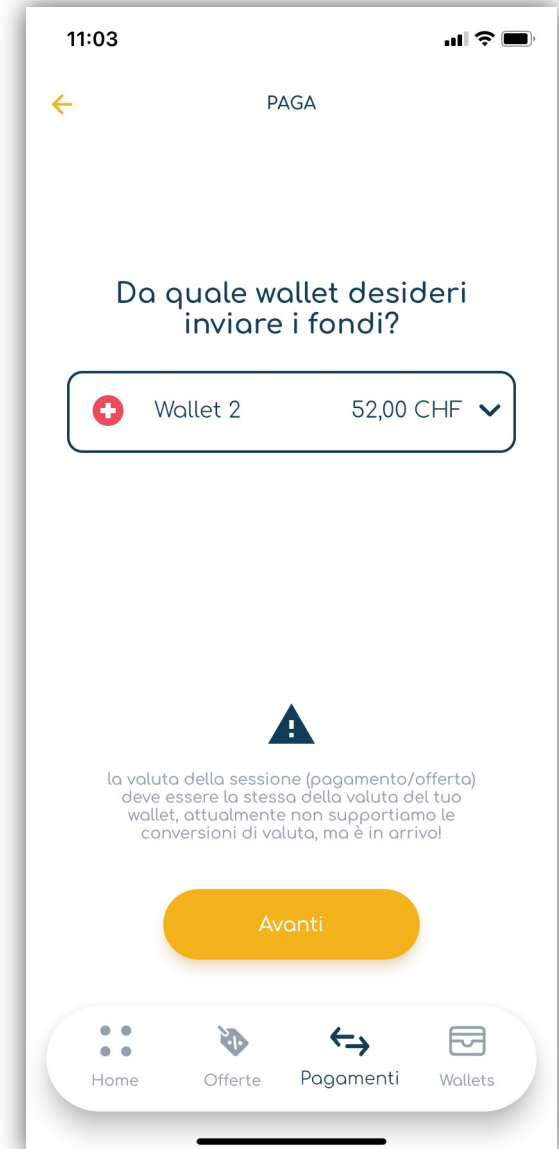 11:03
PAGA
Da quale wallet desideri
inviare i fondi?
Wallet 2 52,00 CHF
la valuta della sessione (pagamento/offerta)
deve essere la stessa della valuta del tuo
wallet, attualmente non supportiamo le
conversioni di valuta, ma è in arrivo!
Avanti
Home Offerte Pagamenti Wallets